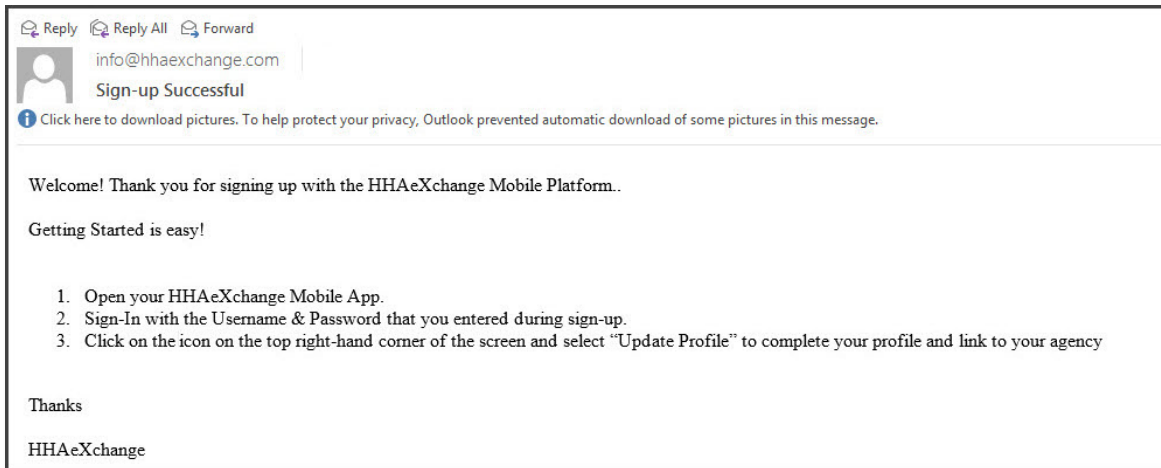 Reply Reply All Forward
info@hhaexchange.com
Sign-up Successful
Click here to download pictures. To help protect your privacy, Outlook prevented automatic download of some pictures in this message.
Welcome! Thank you for signing up with the HHAeXchange Mobile Platform..
Getting Started is easy!
1. Open your HHAeXchange Mobile App.
2. Sign-In with the Username & Password that you entered during sign-up.
3. Click on the icon on the top right-hand corner of the screen and select “Update Profile” to complete your profile and link to your agency
Thanks
HHAeXchange